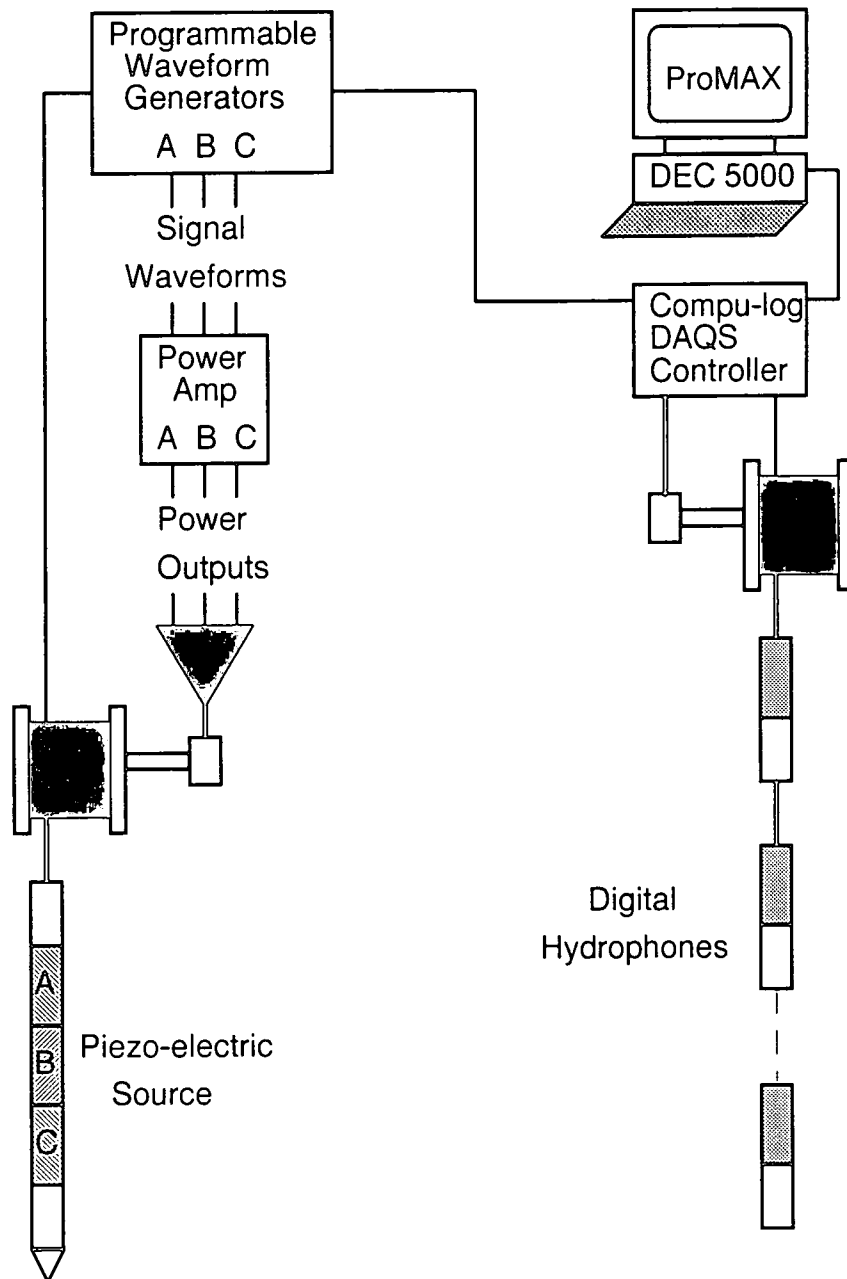 Programmable
Waveform
Generators
A B C
Signal
Waveforms
Power
Amp
A B C
Power
Outputs
A
B
C
Piezo-electric
Source
ProMAX
DEC 5000
Compu-log
DAQS
Controller
Digital
Hydrophones